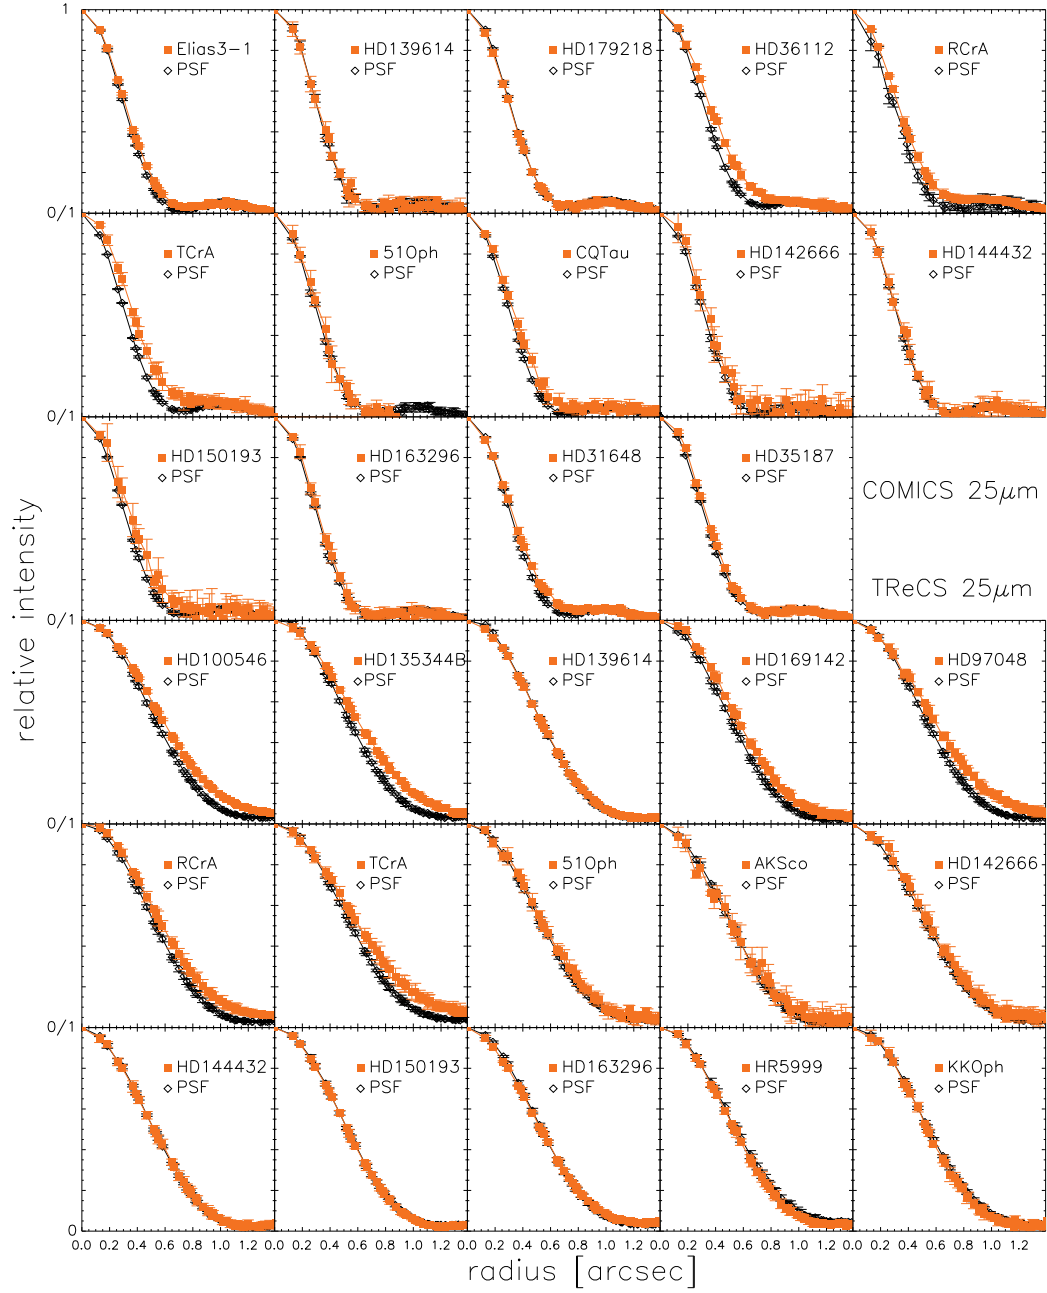 1
Elias3-1
PSF
HD139614
PSF
HD179218
PSF
HD36112
PSF
RCrA
PSF
0/1
TCrA
PSF
51Oph
PSF
CQTau
PSF
HD142666
PSF
HD144432
PSF
0/1
HD150193
PSF
HD163296
PSF
HD31648
PSF
HD35187
PSF
COMICS 25μm
TReCS 25μm
0/1
HD100546
PSF
HD135344B
PSF
HD139614
PSF
HD169142
PSF
HD97048
PSF
0/1
RCrA
PSF
TCrA
PSF
51Oph
PSF
AKSco
PSF
HD142666
PSF
0/1
HD144432
PSF
HD150193
PSF
HD163296
PSF
HR5999
PSF
KKOph
PSF
0
0.0 0.2 0.4 0.6 0.8 1.0 1.2 0.0 0.2 0.4 0.6 0.8 1.0 1.2 0.0 0.2 0.4 0.6 0.8 1.0 1.2 0.0 0.2 0.4 0.6 0.8 1.0 1.2 0.0 0.2 0.4 0.6 0.8 1.0 1.2
radius [arcsec]
relative intensity